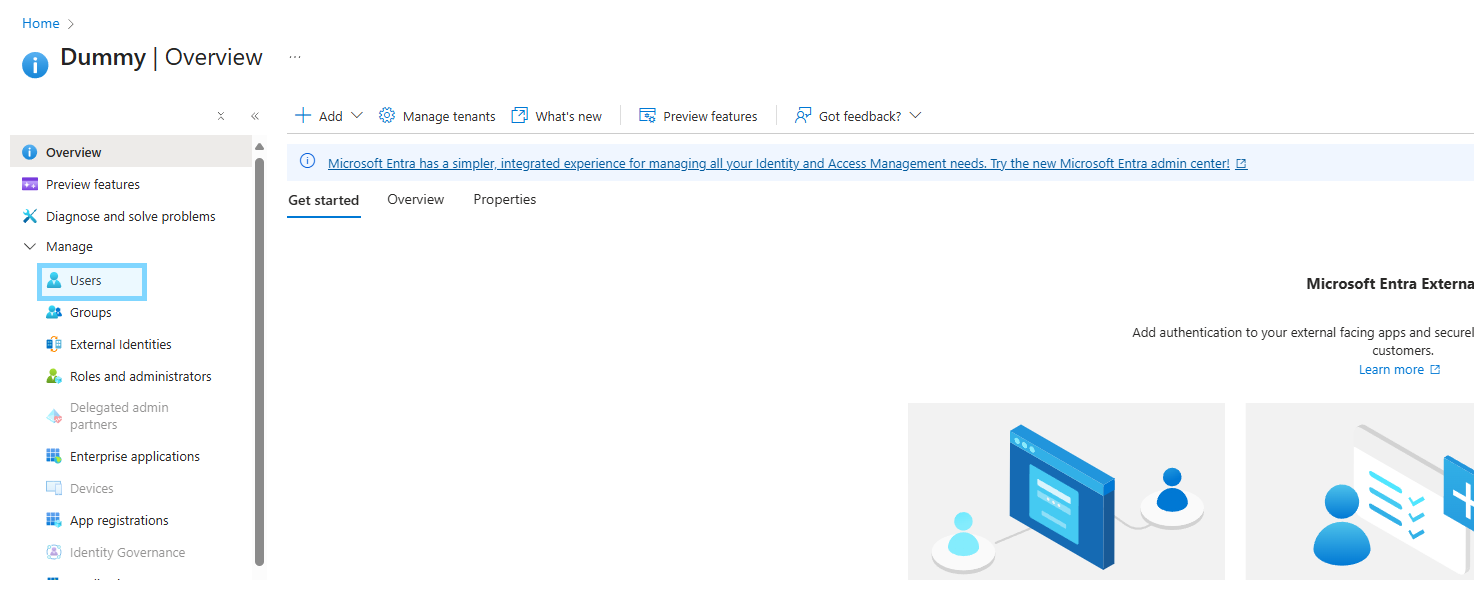 Home
Dummy | Overview
Add
Manage tenants
What's new
Preview features
Got feedback?
Overview
Preview features
Diagnose and solve problems
Manage
Users
Groups
External Identities
Roles and administrators
Delegated admin
partners
Enterprise applications
Devices
App registrations
Identity Governance
Microsoft Entra has a simpler, integrated experience for managing all your Identity and Access Management needs. Try the new Microsoft Entra admin center!
Get started
Overview
Properties
Microsoft Entra Externa
Add authentication to your external facing apps and securel
customers.
Learn more